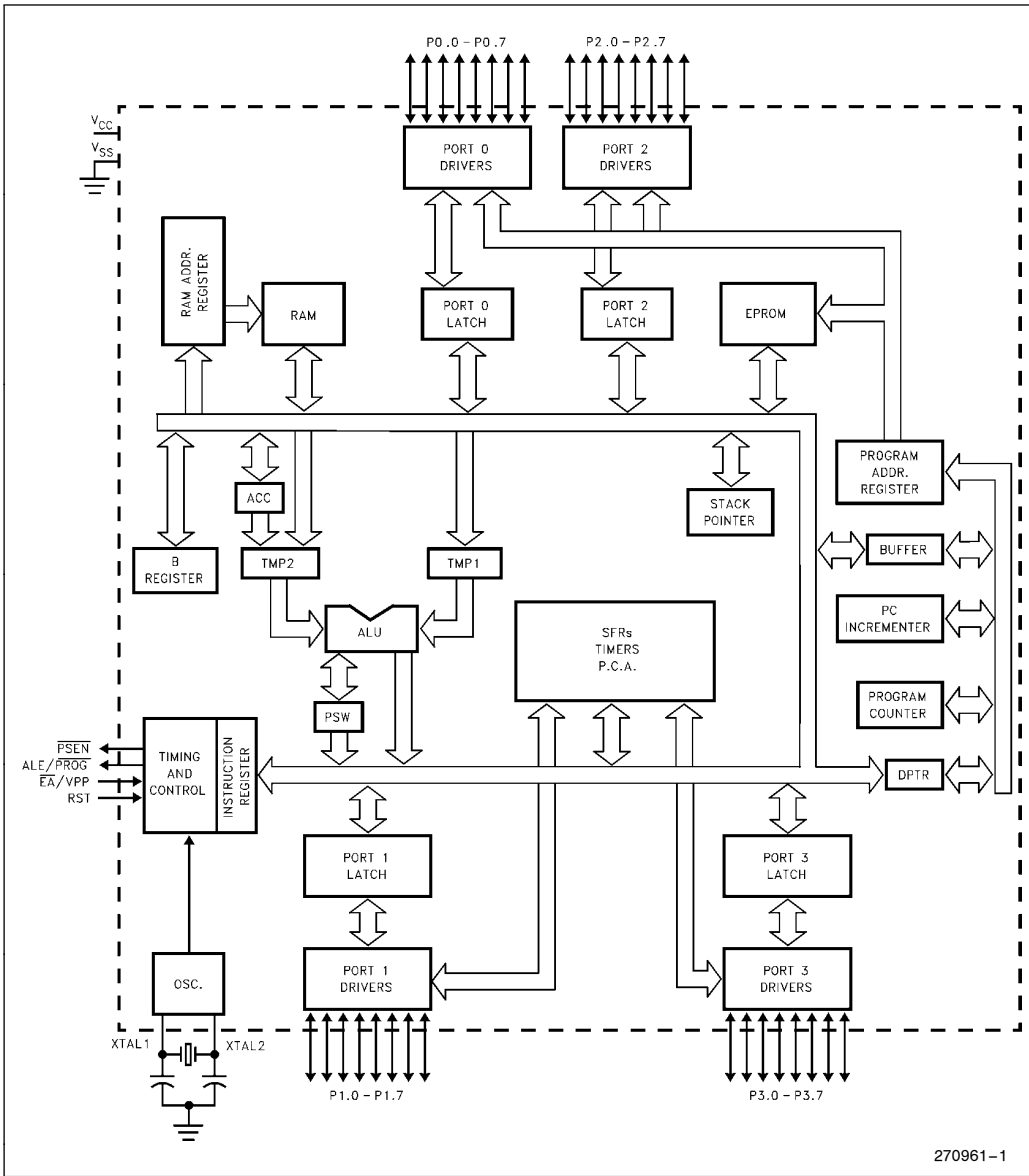 P0.0 – P0.7
P2.0 – P2.7
VCC
VSS
PORT 0
DRIVERS
PORT 2
DRIVERS
RAM ADDR.
REGISTER
RAM
PORT 0
LATCH
PORT 2
LATCH
EPROM
PROGRAM
ADDR.
REGISTER
ACC
STACK
POINTER
B
REGISTER
TMP2
TMP1
BUFFER
ALU
SFRs
TIMERS
P.C.A.
PC
INCREMENTER
PSW
PROGRAM
COUNTER
PSEN
ALE/PROG
EA/VPP
RST
TIMING
AND
CONTROL
INSTRUCTION
REGISTER
DPTR
PORT 1
LATCH
PORT 3
LATCH
OSC.
PORT 1
DRIVERS
PORT 3
DRIVERS
XTAL1
XTAL2
P1.0 – P1.7
P3.0 – P3.7
270961–1